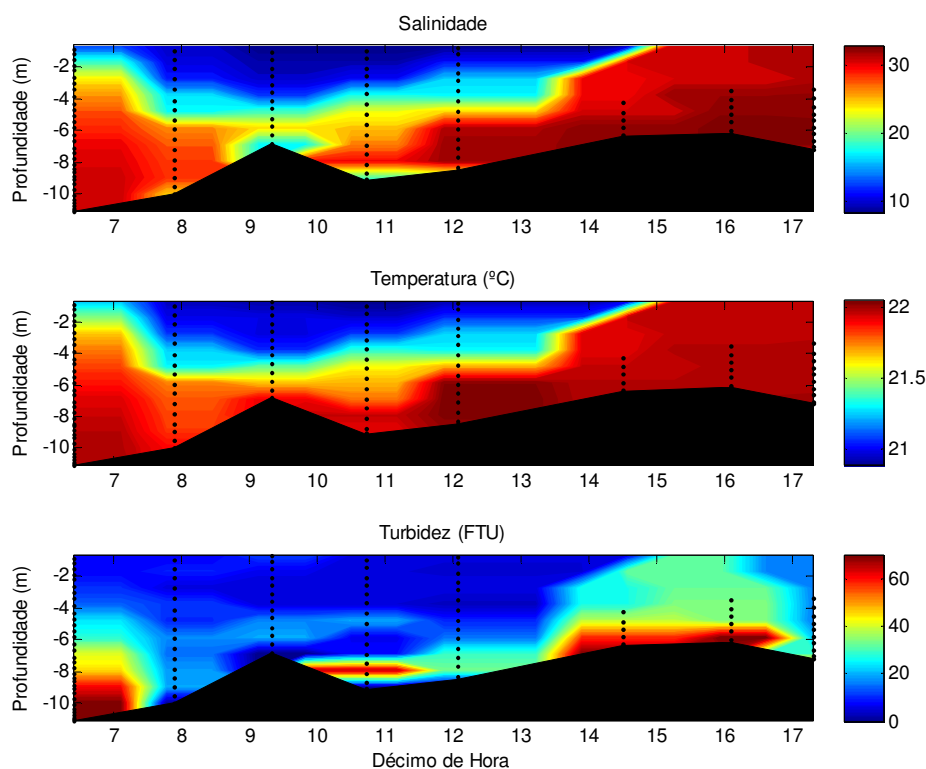 Salinidade
Profundidade (m)
-2
-4
-6
-8
-10
7 8 9 10 11 12 13 14 15 16 17
30
20
10
Temperatura (ºC)
Profundidade (m)
-2
-4
-6
-8
-10
7 8 9 10 11 12 13 14 15 16 17
22
21.5
21
Turbidez (FTU)
Profundidade (m)
-2
-4
-6
-8
-10
7 8 9 10 11 12 13 14 15 16 17
60
40
20
0
Décimo de Hora